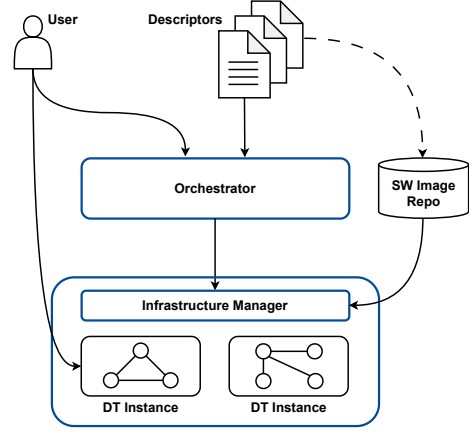 User
Descriptors
Orchestrator
SW Image
Repo
Infrastructure Manager
DT Instance
DT Instance